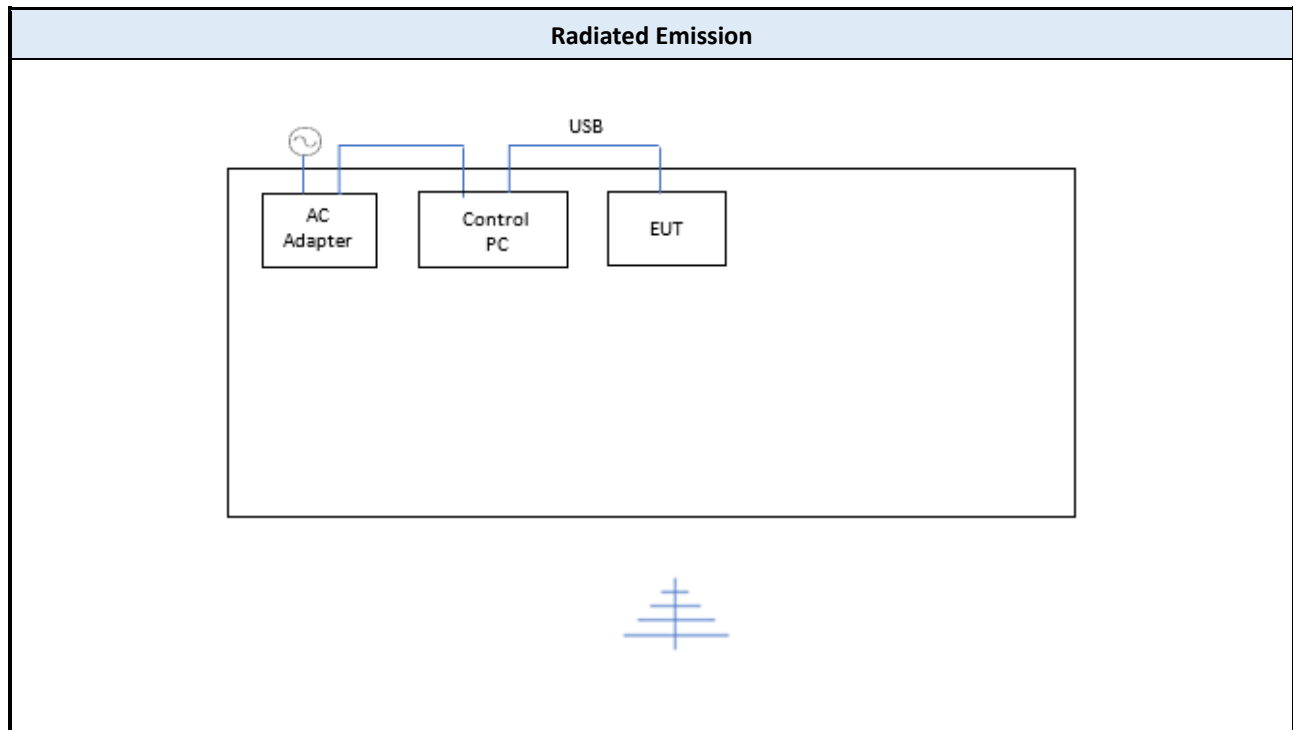 Radiated Emission
USB
AC
Adapter
Control
PC
EUT